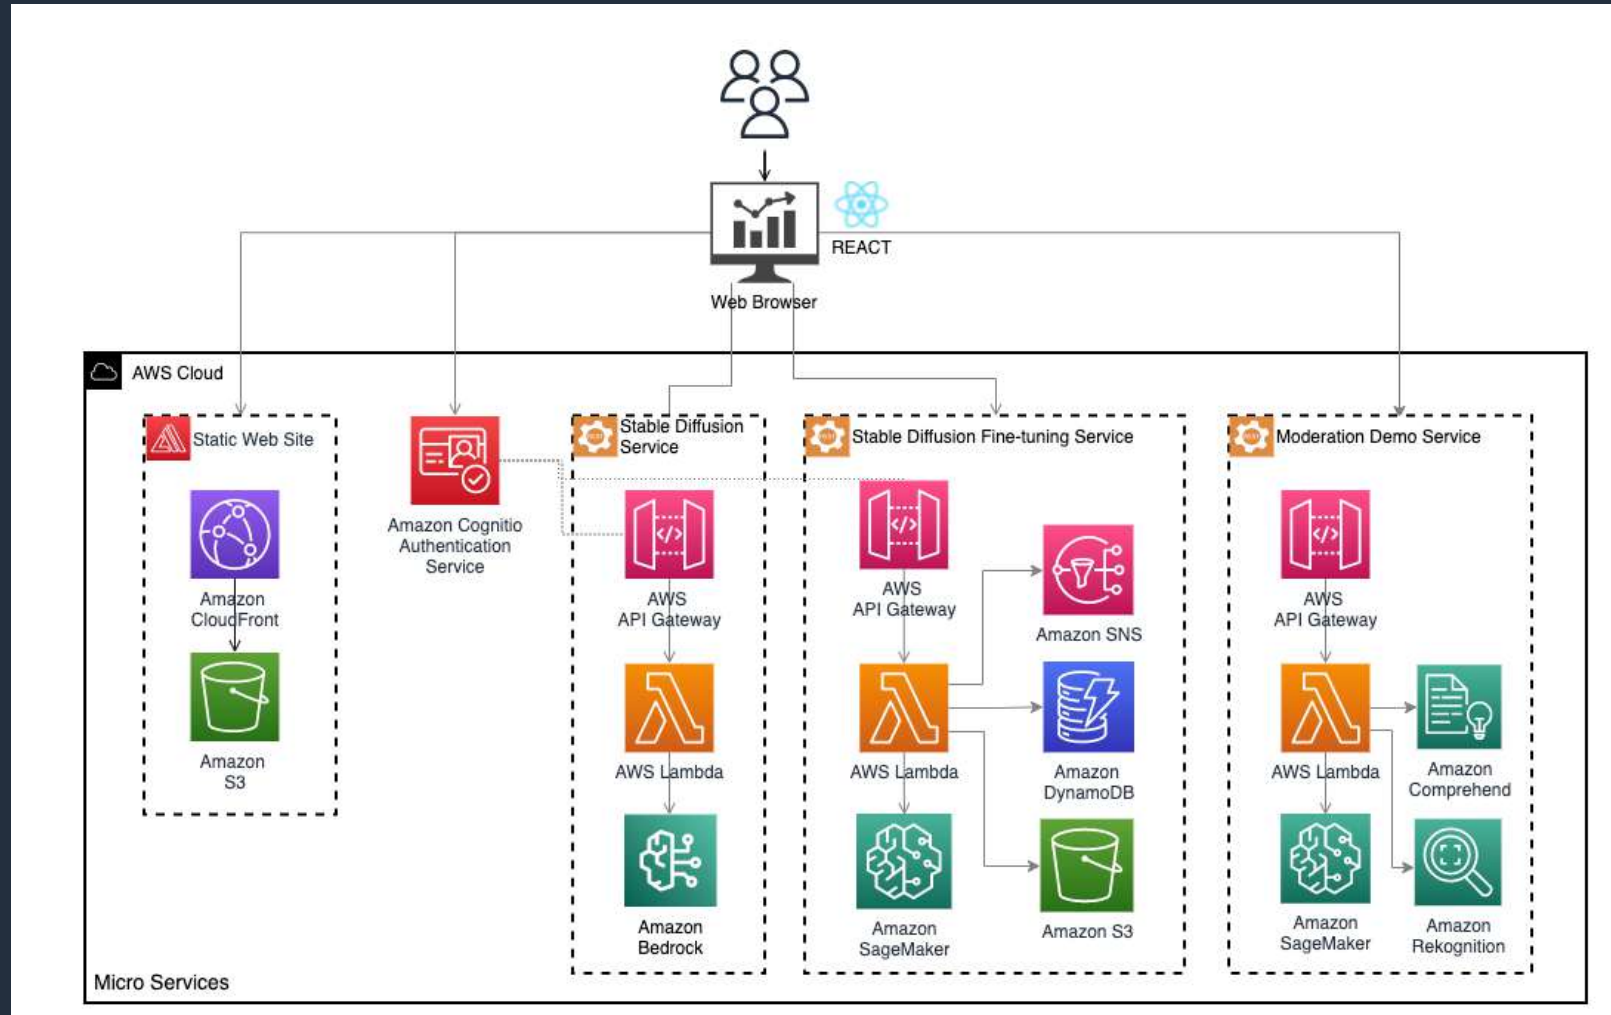 REACT
Web Browser
AWS Cloud
Static Web Site
Amazon
CloudFront
Amazon
S3
Amazon Cognitio
Authentication
Service
Stable Diffusion
Service
AWS
API Gateway
AWS Lambda
Amazon
Bedrock
Stable Diffusion Fine-tuning Service
AWS
API Gateway
AWS Lambda
Amazon
SageMaker
Amazon SNS
Amazon
DynamoDB
Amazon S3
Moderation Demo Service
AWS
API Gateway
AWS Lambda
Amazon
SageMaker
Amazon
Comprehend
Amazon
Rekognition
Micro Services